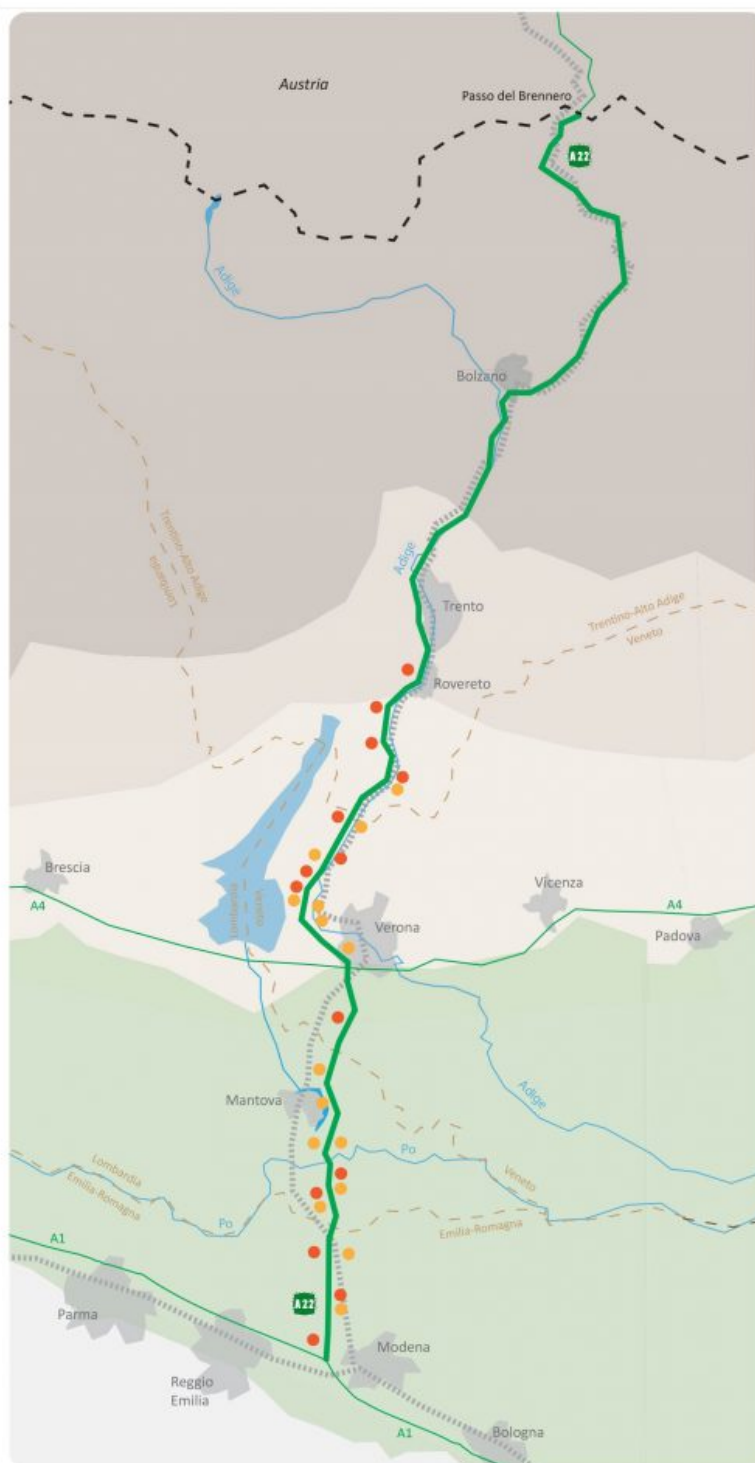 Austria
Passo del Brennero
A22
Adige
Bolzano
Trentino-Alto Adige
Lombardia
Adige
Trento
Trentino-Alto Adige
Veneto
Rovereto
Brescia
Vicenza
A4
A4
Lombardia
Veneto
Verona
Padova
Mantova
Adige
Po
Lombardia
Emilia-Romagna
Veneto
Po
Emilia-Romagna
A1
A22
Parma
Modena
Reggio
Emilia
A1
Bologna